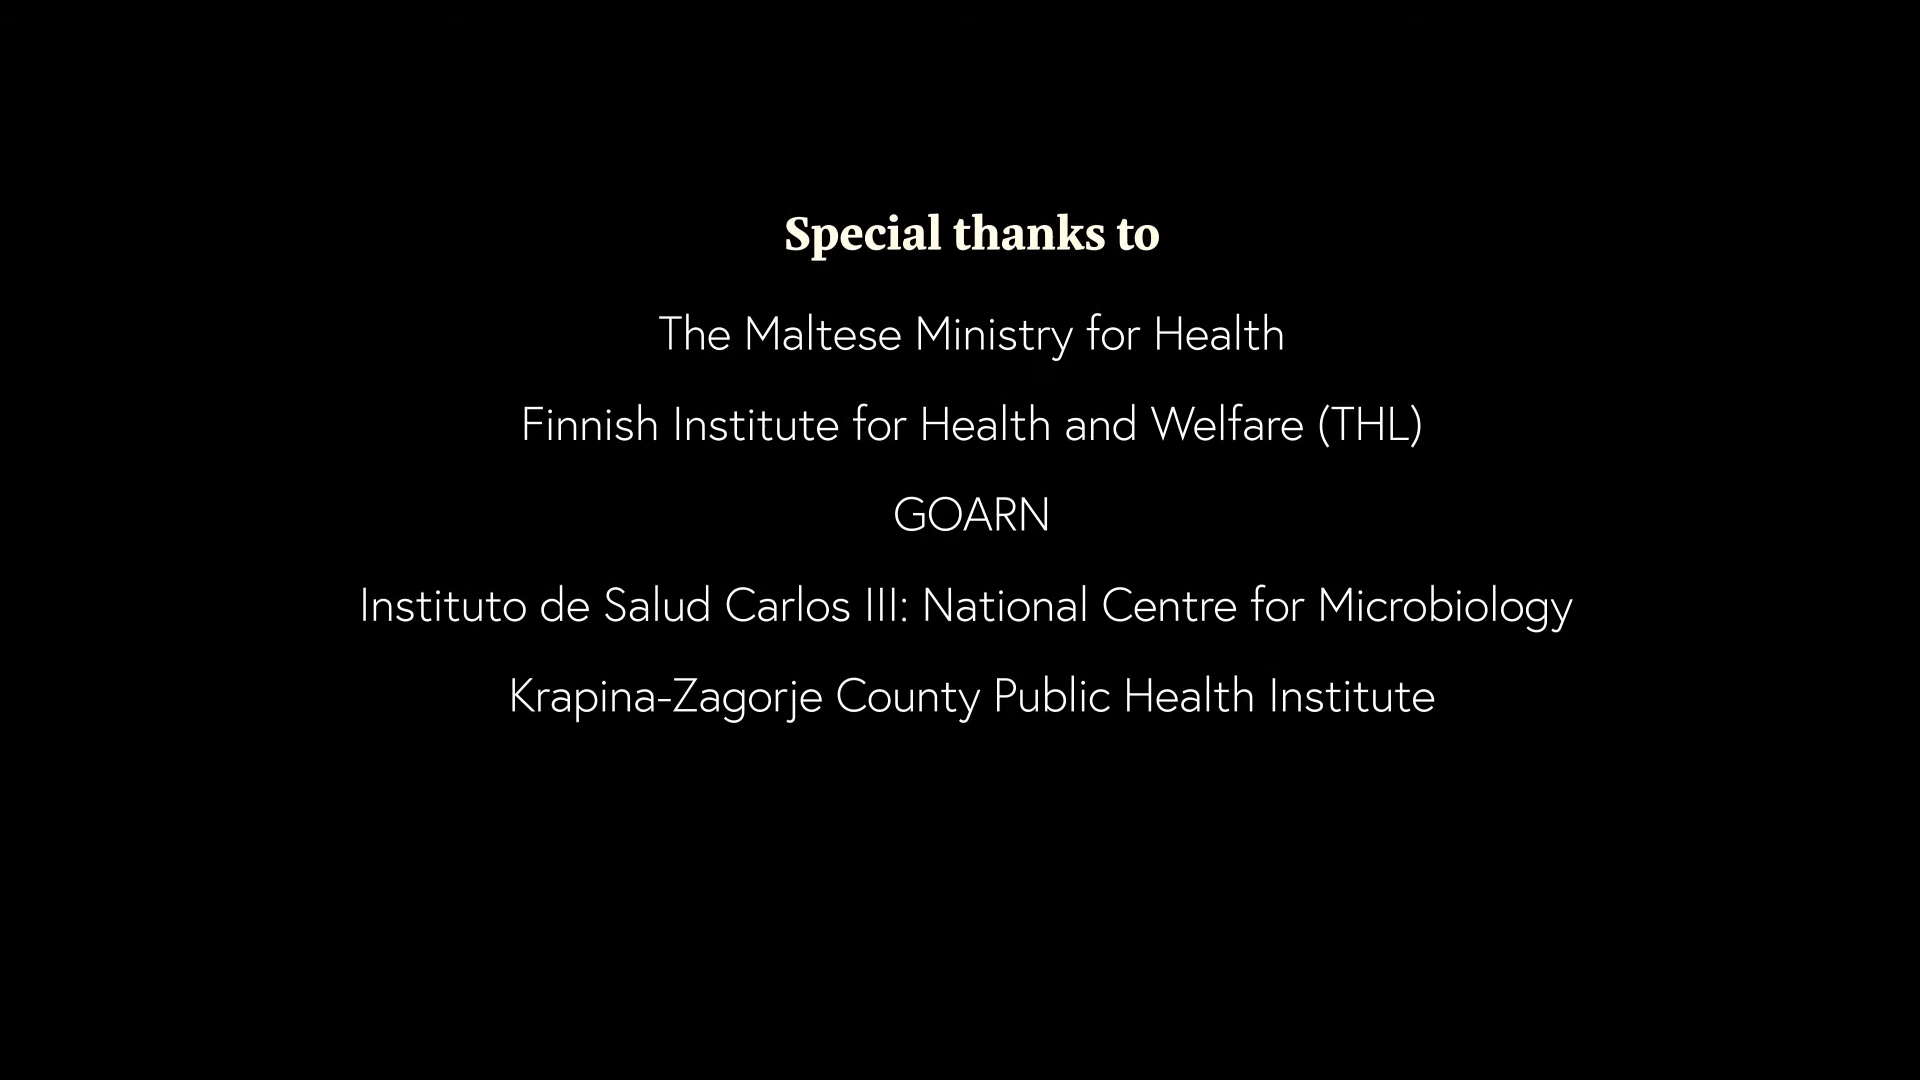 Special thanks to
The Maltese Ministry for Health
Finnish Institute for Health and Welfare (THL)
GOARN
Instituto de Salud Carlos III: National Centre for Microbiology
Krapina-Zagorje County Public Health Institute